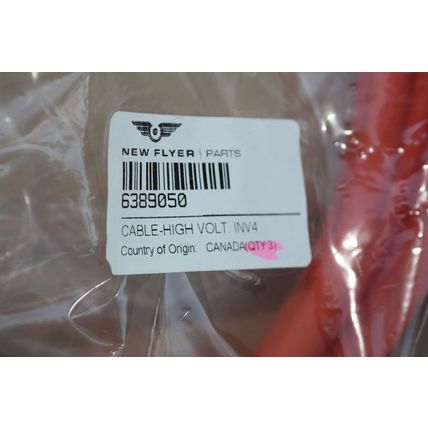 NEW FLYER | PARTS
6389050
CABLE-HIGH VOLT. INV4
Country of Origin: CANADA(QTY 3)